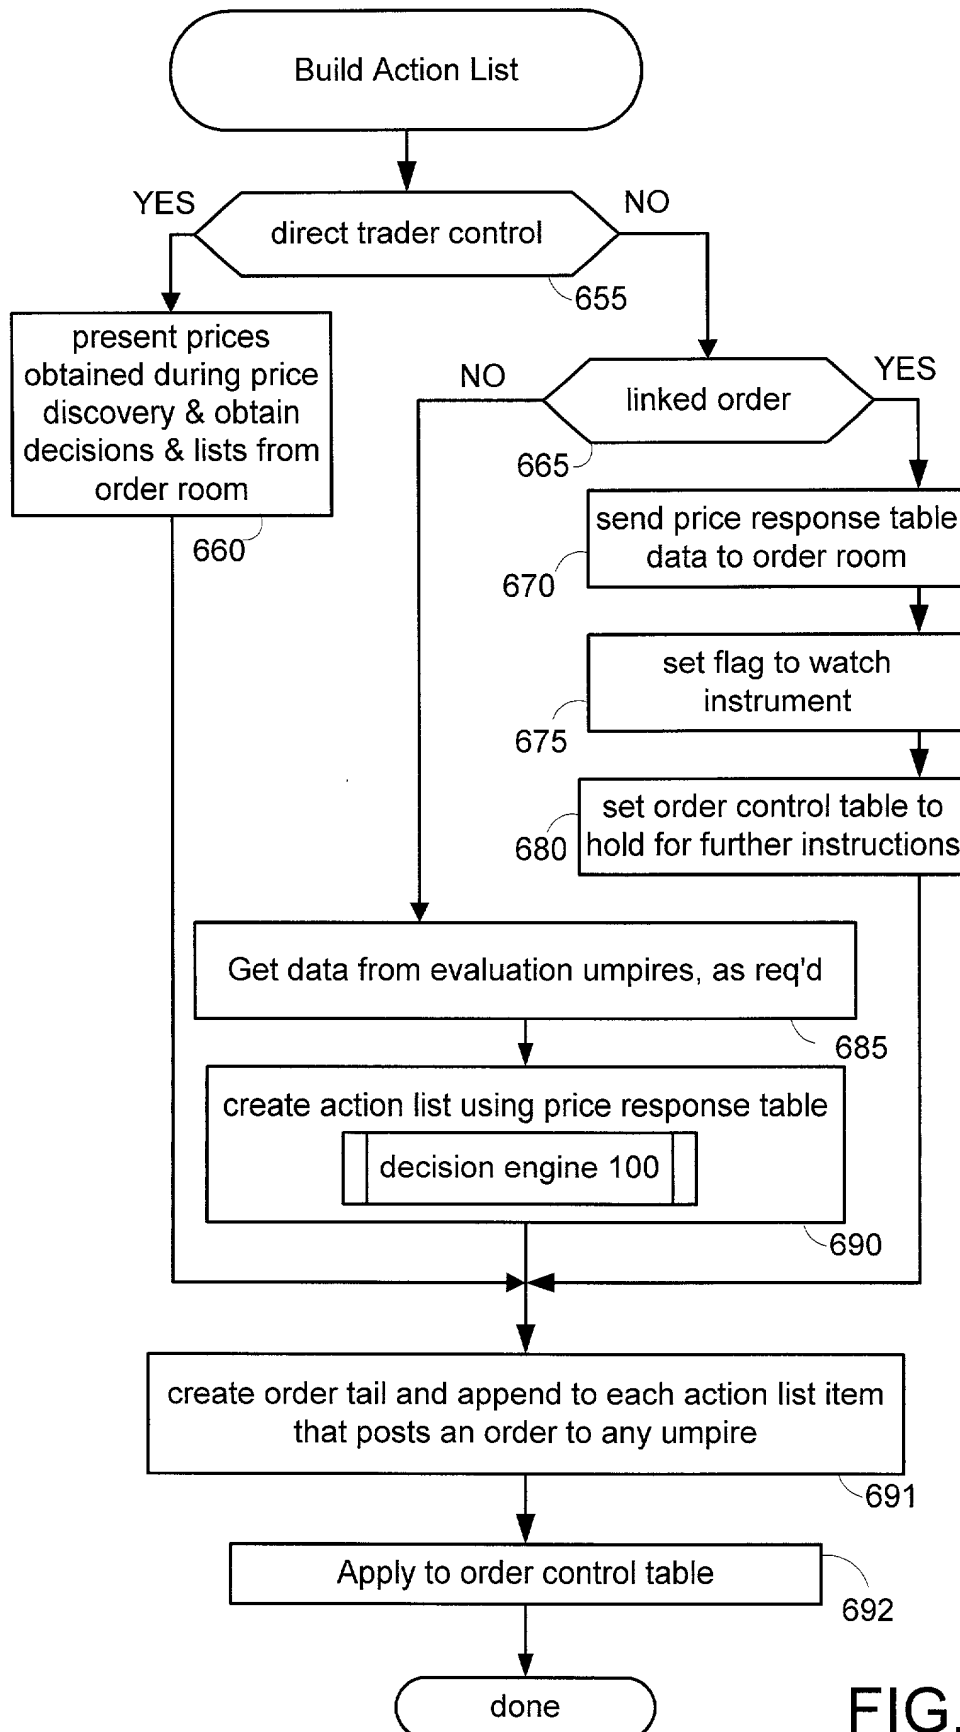 Build Action List
YES
NO
direct trader control
655
present prices
obtained during price
discovery & obtain
decisions & lists from
order room
660
NO
YES
linked order
665
send price response table
data to order room
670
set flag to watch
instrument
675
set order control table to
hold for further instructions
680
Get data from evaluation umpires, as req'd
685
create action list using price response table
decision engine 100
690
create order tail and append to each action list item
that posts an order to any umpire
691
Apply to order control table
692
done
FIG.